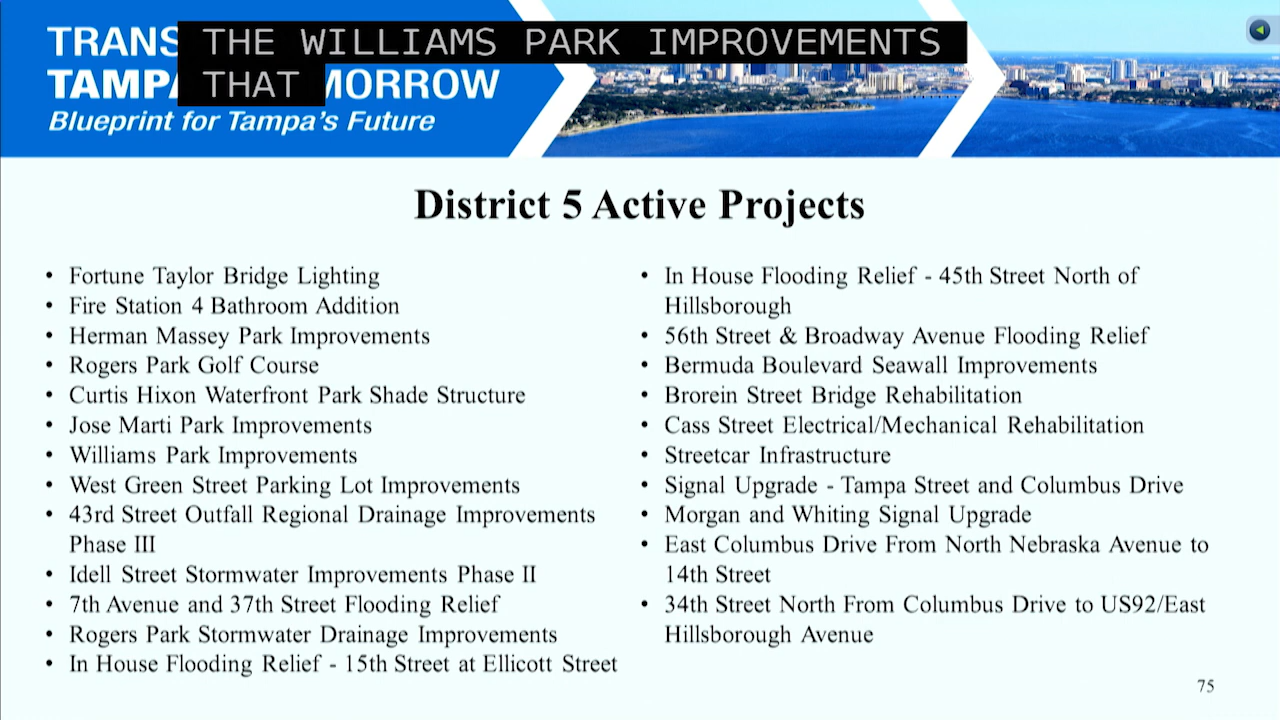 TRANS
THE WILLIAMS PARK IMPROVEMENTS
THAT
TAMPA
MORROW
Blueprint for Tampa's Future
District 5 Active Projects
• Fortune Taylor Bridge Lighting
• Fire Station 4 Bathroom Addition
• Herman Massey Park Improvements
• Rogers Park Golf Course
• Curtis Hixon Waterfront Park Shade Structure
• Jose Marti Park Improvements
• Williams Park Improvements
• West Green Street Parking Lot Improvements
• 43rd Street Outfall Regional Drainage Improvements
Phase III
• Idell Street Stormwater Improvements Phase II
• 7th Avenue and 37th Street Flooding Relief
• Rogers Park Stormwater Drainage Improvements
• In House Flooding Relief - 15th Street at Ellicott Street
• In House Flooding Relief - 45th Street North of
Hillsborough
• 56th Street & Broadway Avenue Flooding Relief
• Bermuda Boulevard Seawall Improvements
• Brorein Street Bridge Rehabilitation
• Cass Street Electrical/Mechanical Rehabilitation
• Streetcar Infrastructure
• Signal Upgrade - Tampa Street and Columbus Drive
• Morgan and Whiting Signal Upgrade
• East Columbus Drive From North Nebraska Avenue to
14th Street
• 34th Street North From Columbus Drive to US92/East
Hillsborough Avenue
75